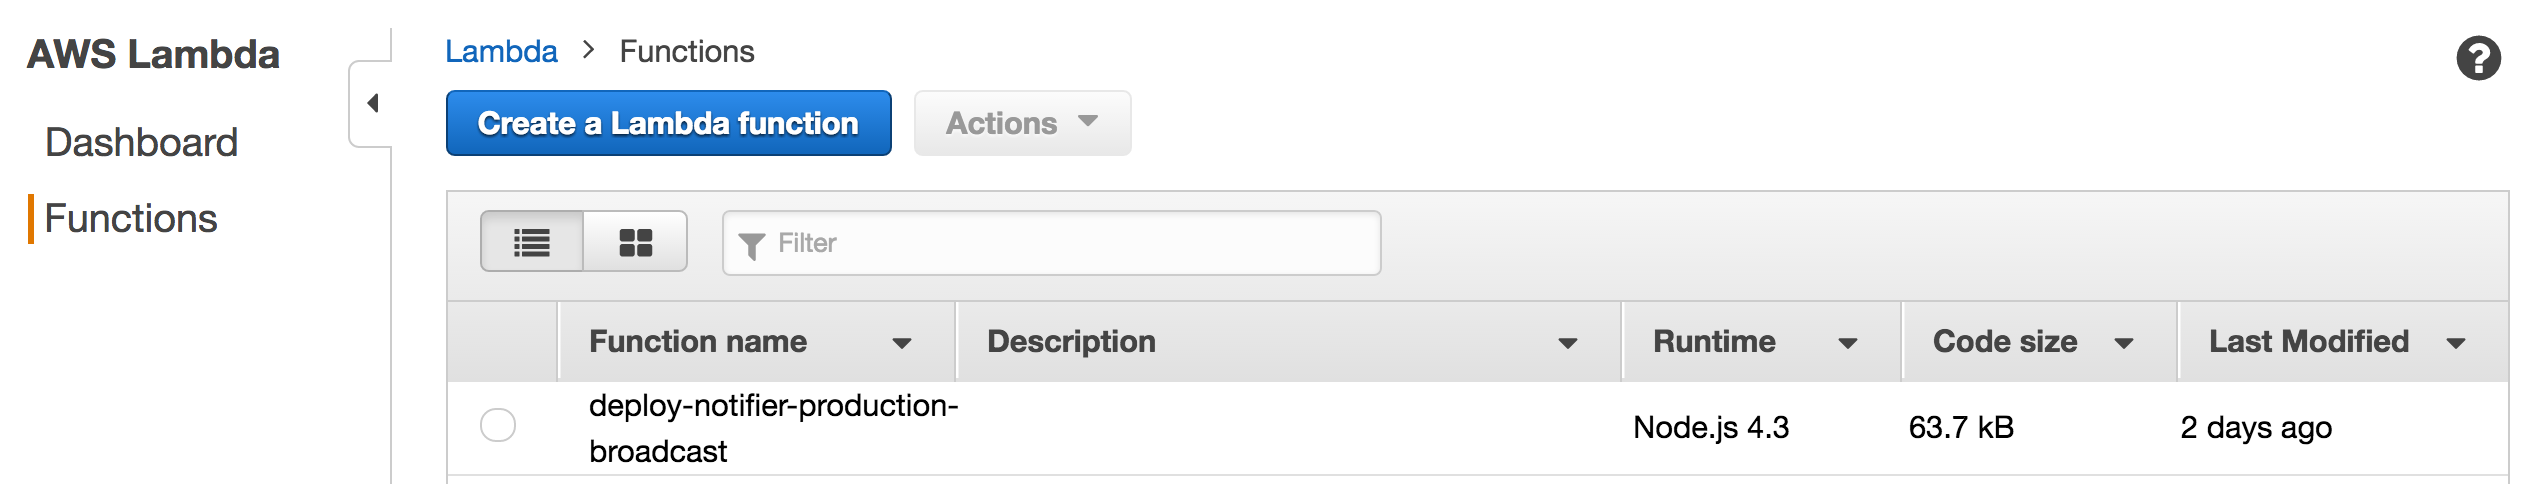 AWS Lambda
Dashboard
Functions
Lambda > Functions
Create a Lambda function
Actions
Filter
Function name
Description
Runtime
Code size
Last Modified
deploy-notifier-production-
broadcast
Node.js 4.3
63.7 kB
2 days ago